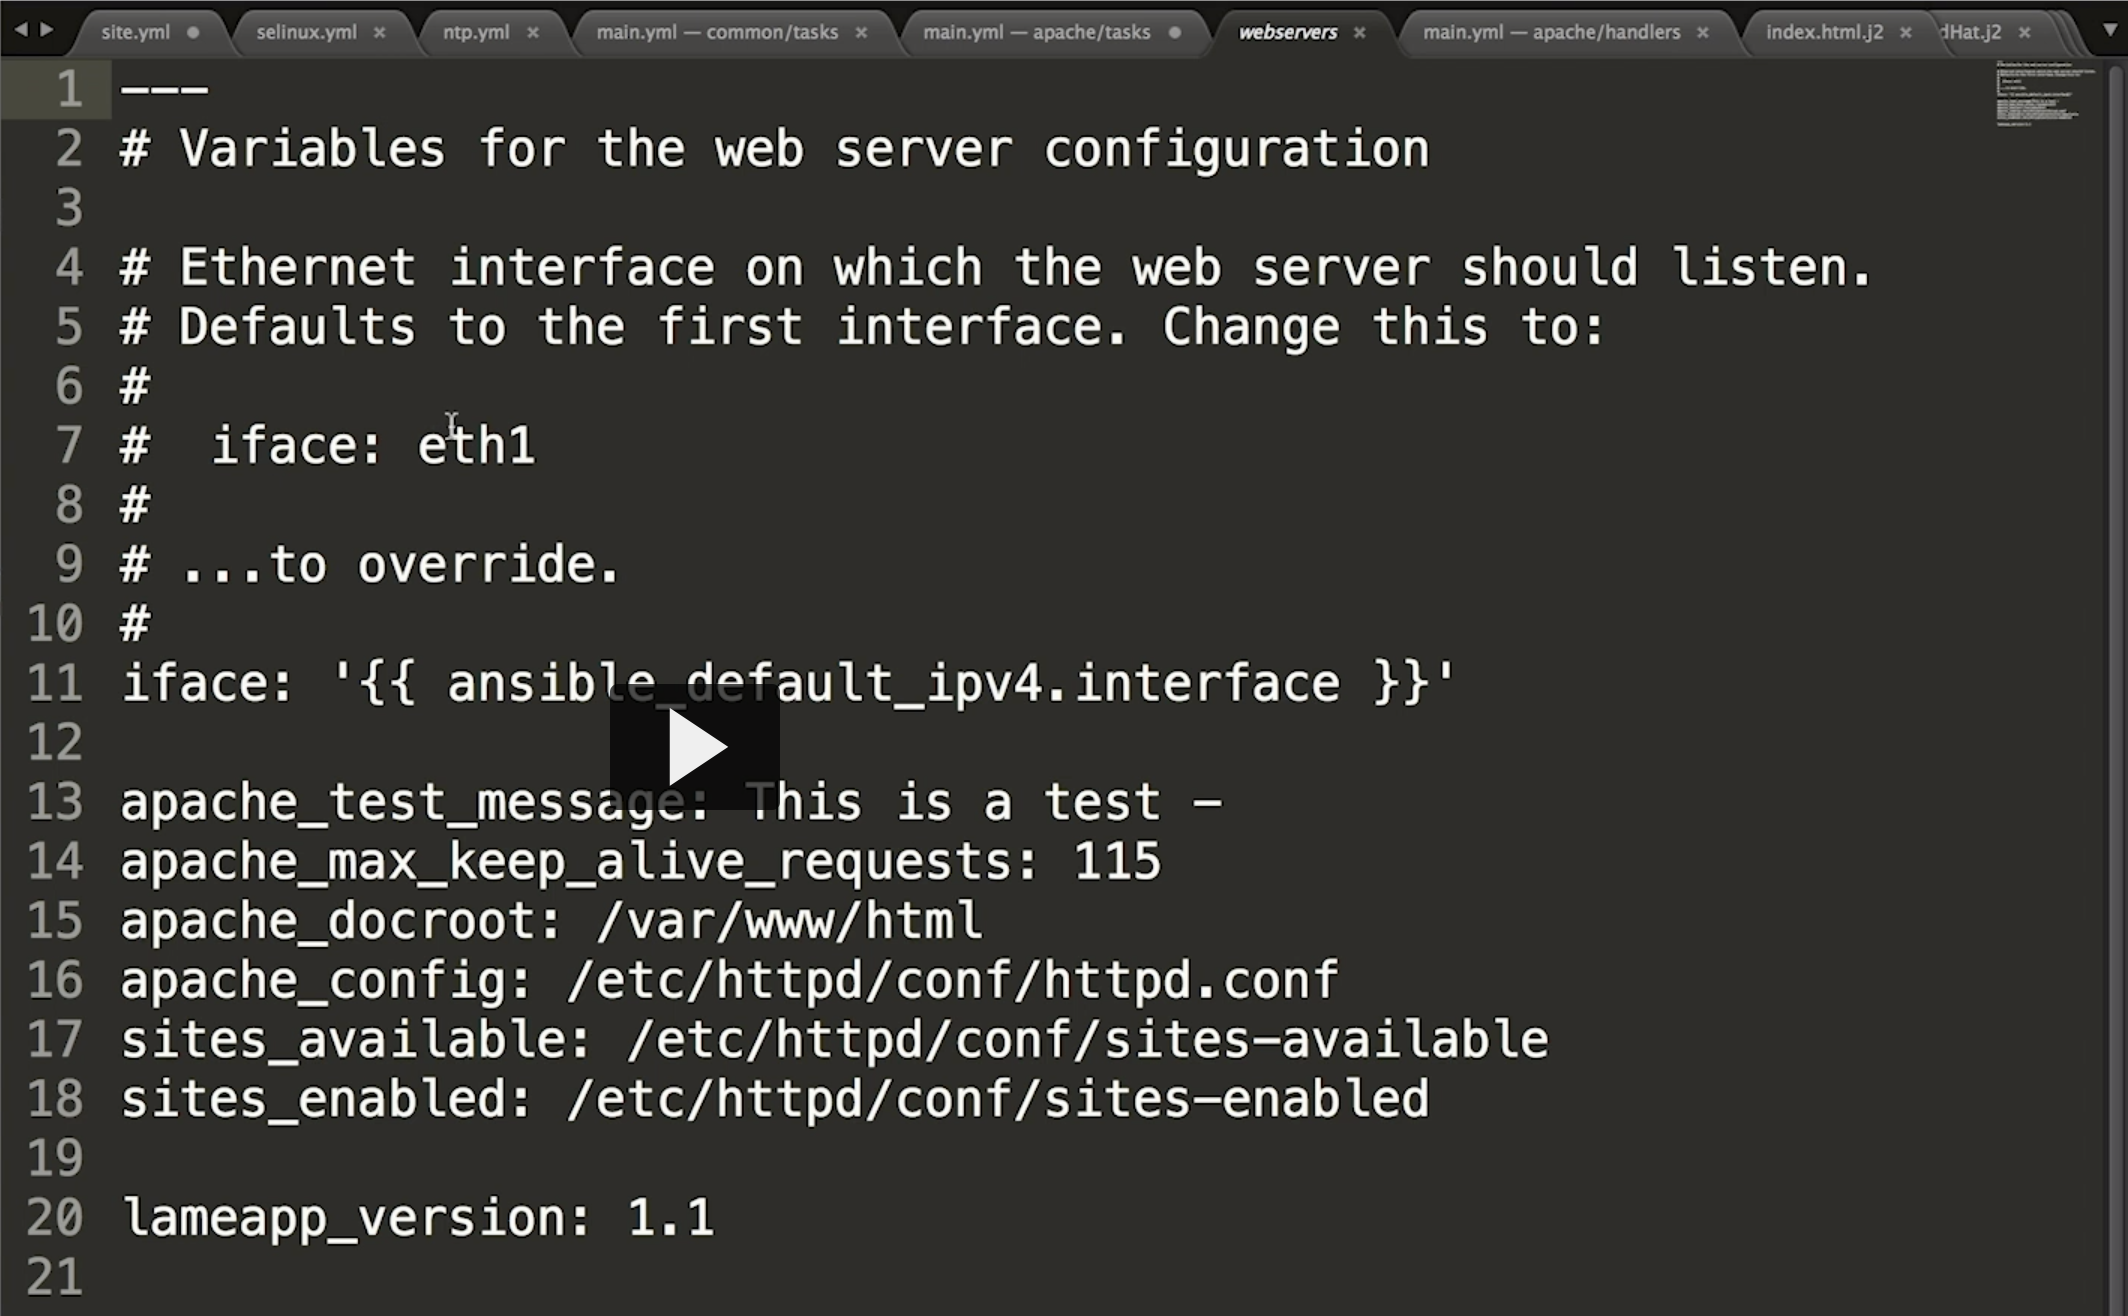 site.yml
selinux.yml
ntp.yml
main.yml — common/tasks
main.yml — apache/tasks
webservers
main.yml — apache/handlers
index.html.j2
dHat.j2
1 ---
2 # Variables for the web server configuration
3
4 # Ethernet interface on which the web server should listen.
5 # Defaults to the first interface. Change this to:
6 #
7 #  iface: eth1
8 #
9 # ...to override.
10 #
11 iface: '{{ ansible_default_ipv4.interface }}'
12
13 apache_test_message: This is a test -
14 apache_max_keep_alive_requests: 115
15 apache_docroot: /var/www/html
16 apache_config: /etc/httpd/conf/httpd.conf
17 sites_available: /etc/httpd/conf/sites-available
18 sites_enabled: /etc/httpd/conf/sites-enabled
19
20 lameapp_version: 1.1
21